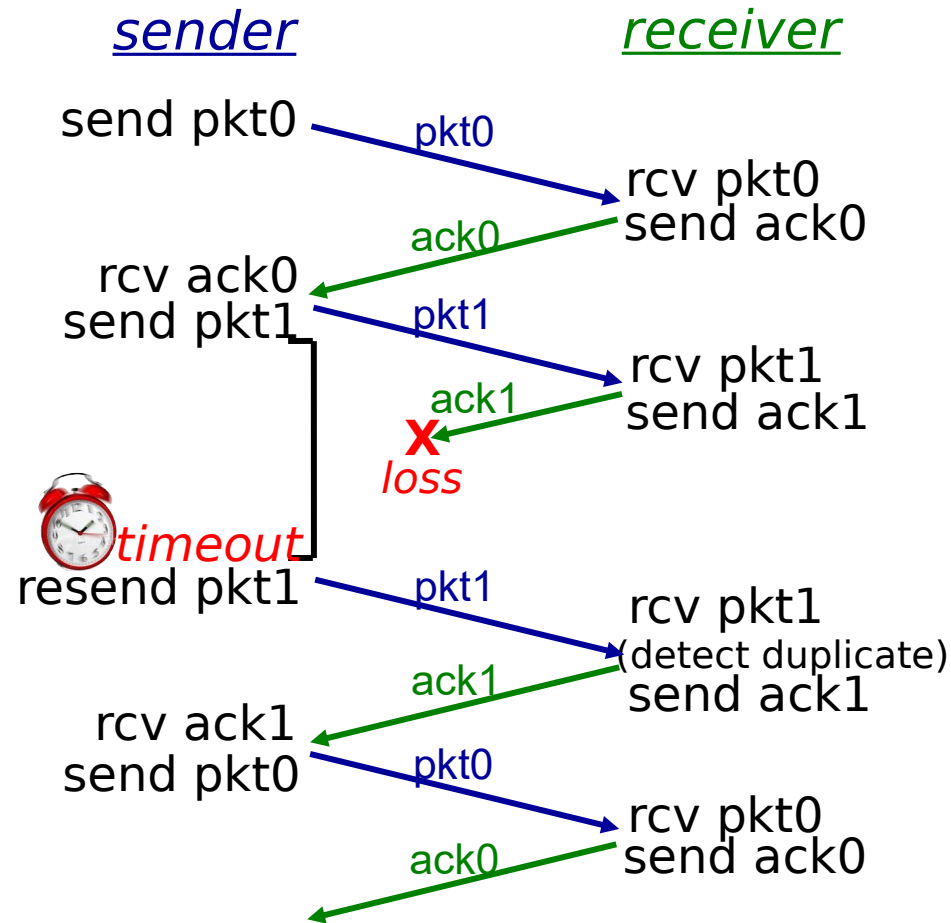 sender
receiver
send pkt0
pkt0
rcv pkt0
send ack0
ack0
rcv ack0
send pkt1
pkt1
rcv pkt1
send ack1
ack1
X
loss
timeout
resend pkt1
pkt1
rcv pkt1
(detect duplicate)
send ack1
ack1
rcv ack1
send pkt0
pkt0
rcv pkt0
send ack0
ack0